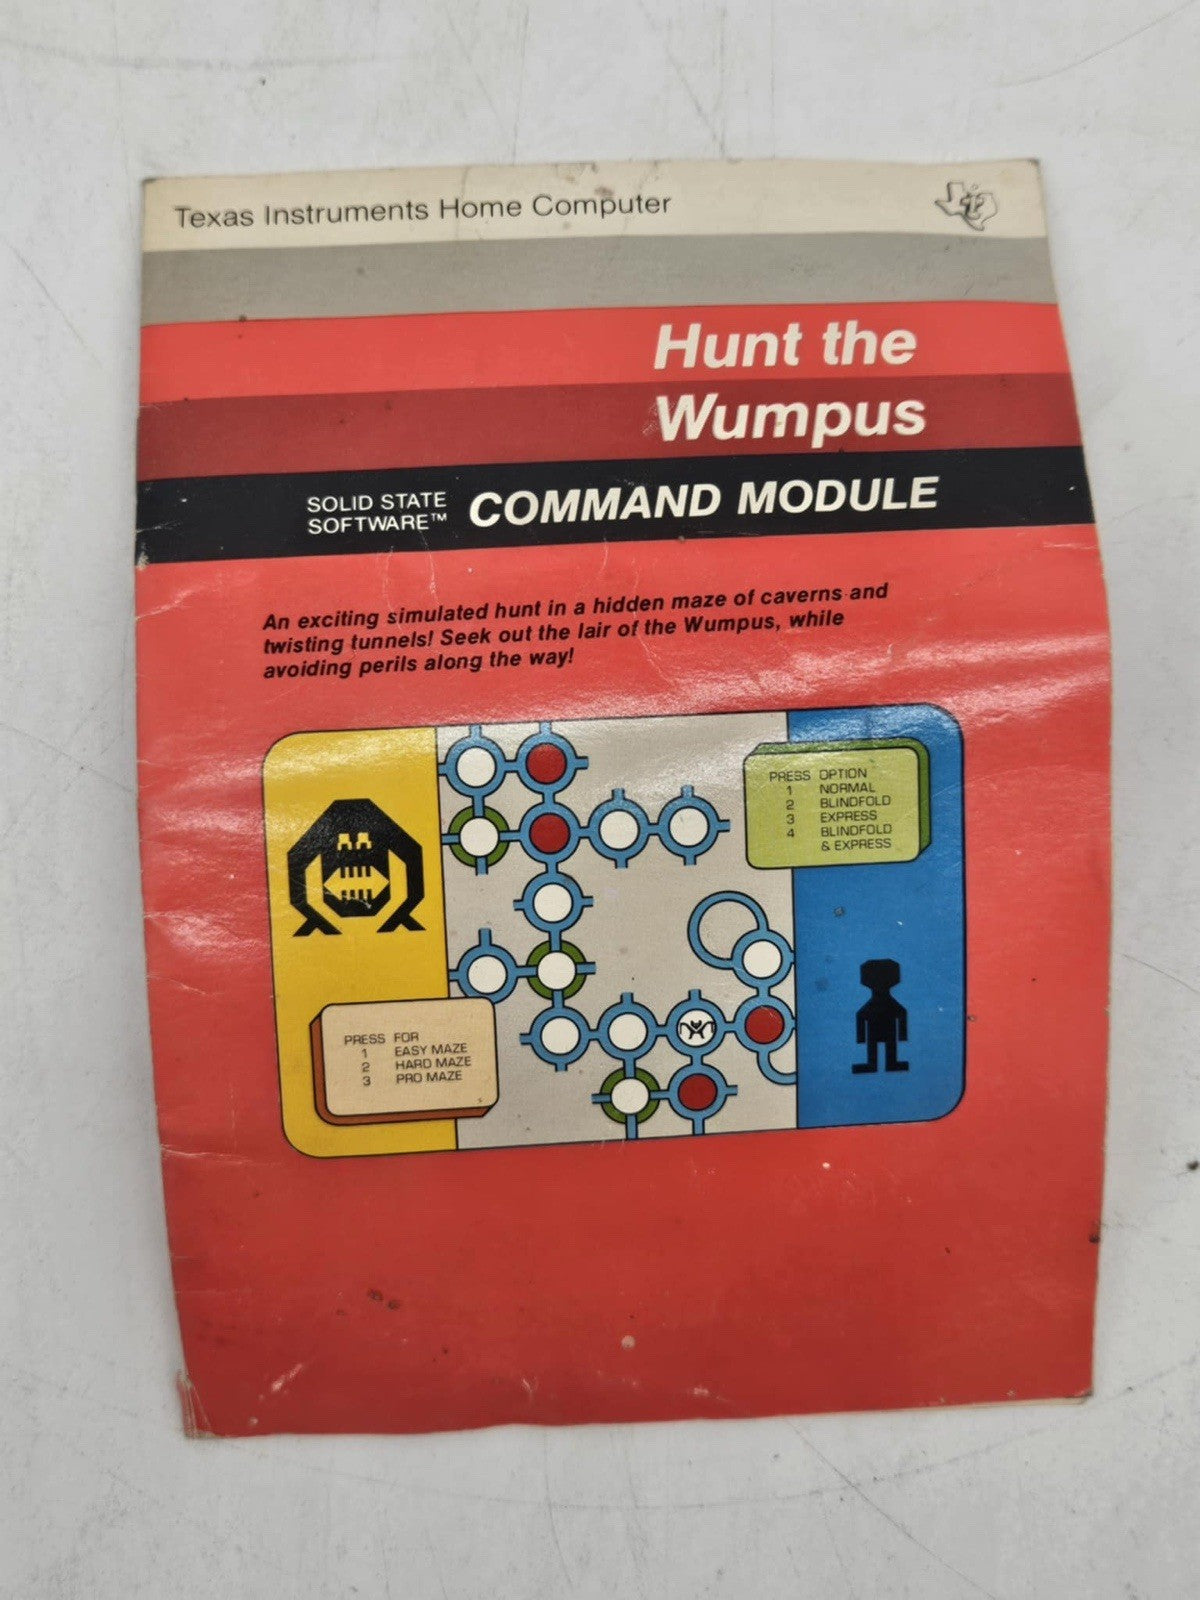 Texas Instruments Home Computer
Hunt the
Wumpus
SOLID STATE
SOFTWARE™ COMMAND MODULE
An exciting simulated hunt in a hidden maze of caverns and
twisting tunnels! Seek out the lair of the Wumpus, while
avoiding perils along the way!
PRESS OPTION
1 NORMAL
2 BLINDFOLD
3 EXPRESS
4 BLINDFOLD
& EXPRESS
PRESS FOR
1 EASY MAZE
2 HARD MAZE
3 PRO MAZE